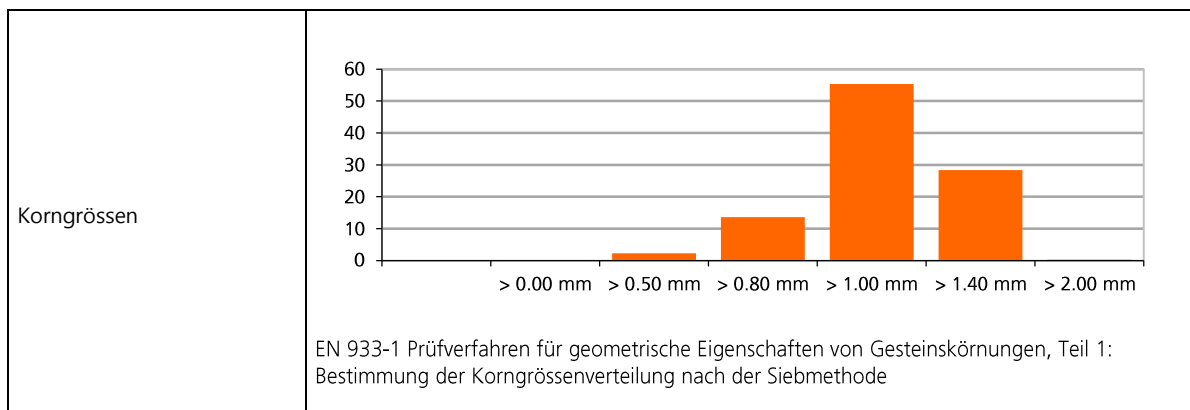 Korngrössen
60
50
40
30
20
10
0
> 0.00 mm > 0.50 mm > 0.80 mm > 1.00 mm > 1.40 mm > 2.00 mm
EN 933-1 Prüfverfahren für geometrische Eigenschaften von Gesteinskörnungen, Teil 1:
Bestimmung der Korngrössenverteilung nach der Siebmethode